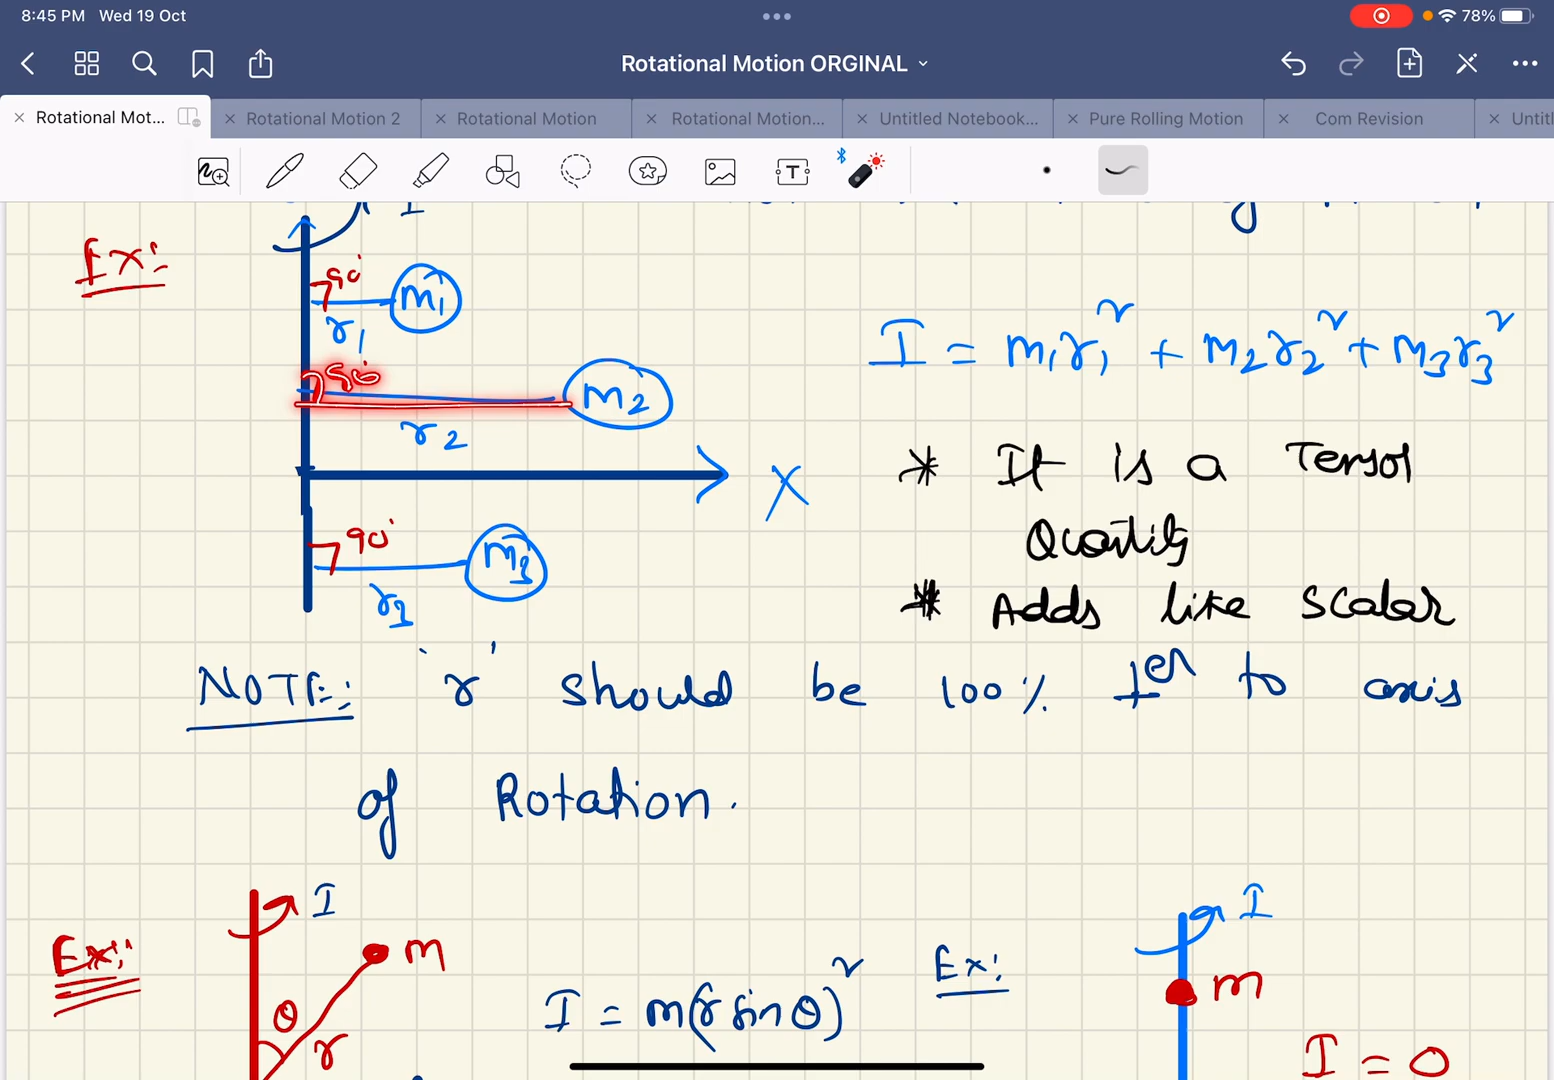 8:45 PM Wed 19 Oct
78%
Rotational Motion ORGINAL
Rotational Mot...
Rotational Motion 2
Rotational Motion
Rotational Motion...
Untitled Notebook...
Pure Rolling Motion
Com Revision
Untitl
T
I
Ex:
90°
m1
r1
I = m1r1² + m2r2² + m3r3²
90°
m2
r2
X
* It is a Tensor
Quantity
90°
m3
* Adds like scalar
NOTE: 'r' should be 100% ⊥er to axis
of Rotation.
I
Ex:
m
θ
r
I = m(r sin θ)²
Ex:
I
m
I = 0